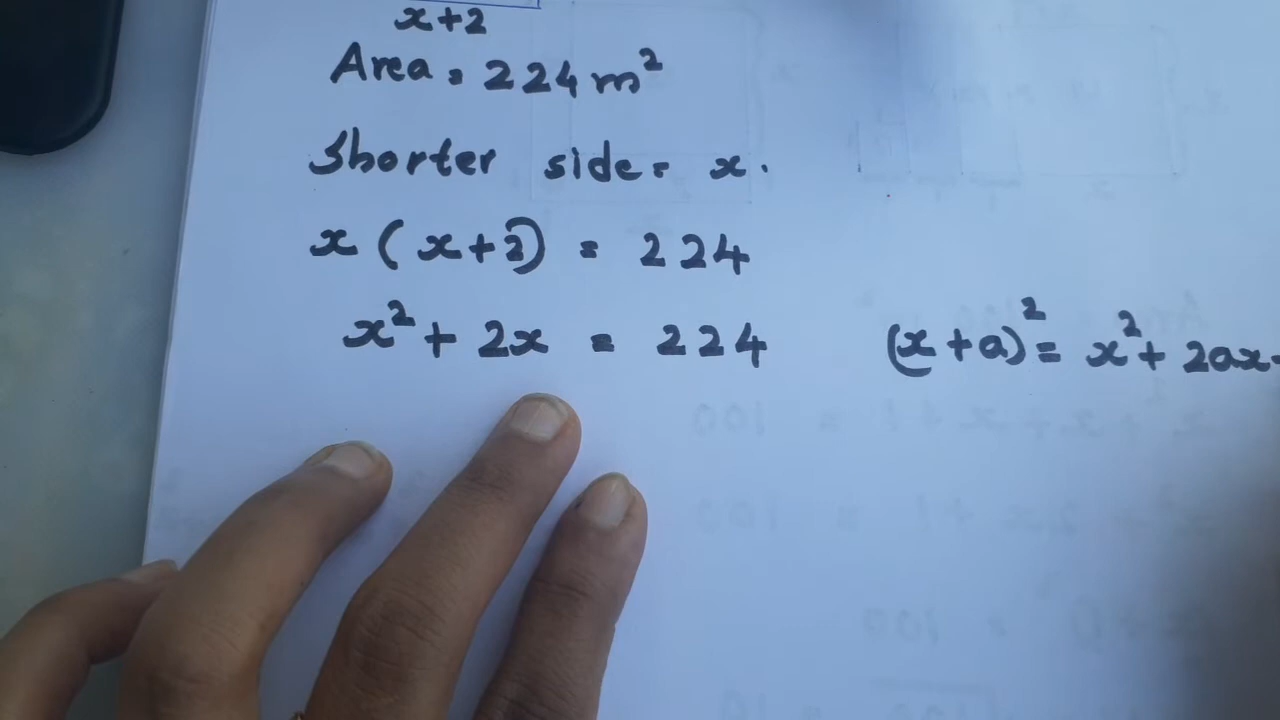 x+2
Area = 224 m²
Shorter side = x.
x (x+2) = 224
x² + 2x = 224
(x+a)² = x² + 2ax